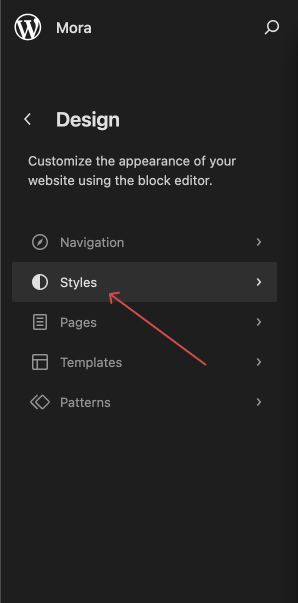 Mora
Design
Customize the appearance of your
website using the block editor.
Navigation
Styles
Pages
Templates
Patterns